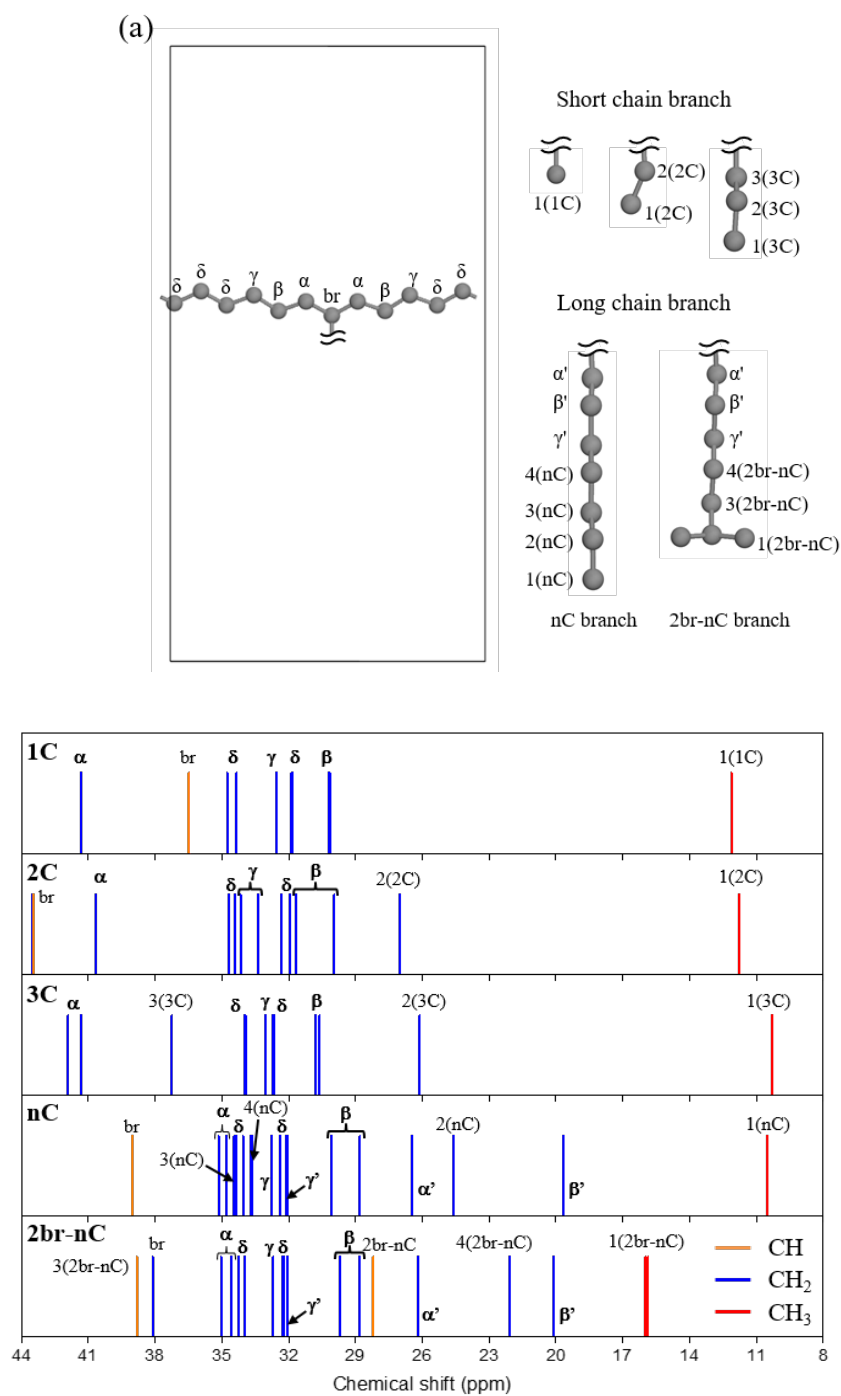 (a)
Short chain branch
1(1C)
2(2C)
1(2C)
3(3C)
2(3C)
1(3C)
δ δ δ γ β α br α β γ δ δ
Long chain branch
α'
β'
γ'
4(nC)
3(nC)
2(nC)
1(nC)
nC branch
α'
β'
γ'
4(2br-nC)
3(2br-nC)
1(2br-nC)
2br-nC branch
1C
α br δ γ δ β 1(1C)
2C
br α δ γ δ β 2(2C) 1(2C)
3C
α 3(3C) δ γ δ β 2(3C) 1(3C)
nC
br α δ 4(nC) δ β 2(nC) 1(nC)
3(nC) γ γ’ α’ β’
2br-nC
3(2br-nC) br α δ γ δ β 2br-nC 4(2br-nC) 1(2br-nC)
γ’ α’ β’
CH
CH₂
CH₃
44 41 38 35 32 29 26 23 20 17 14 11 8
Chemical shift (ppm)